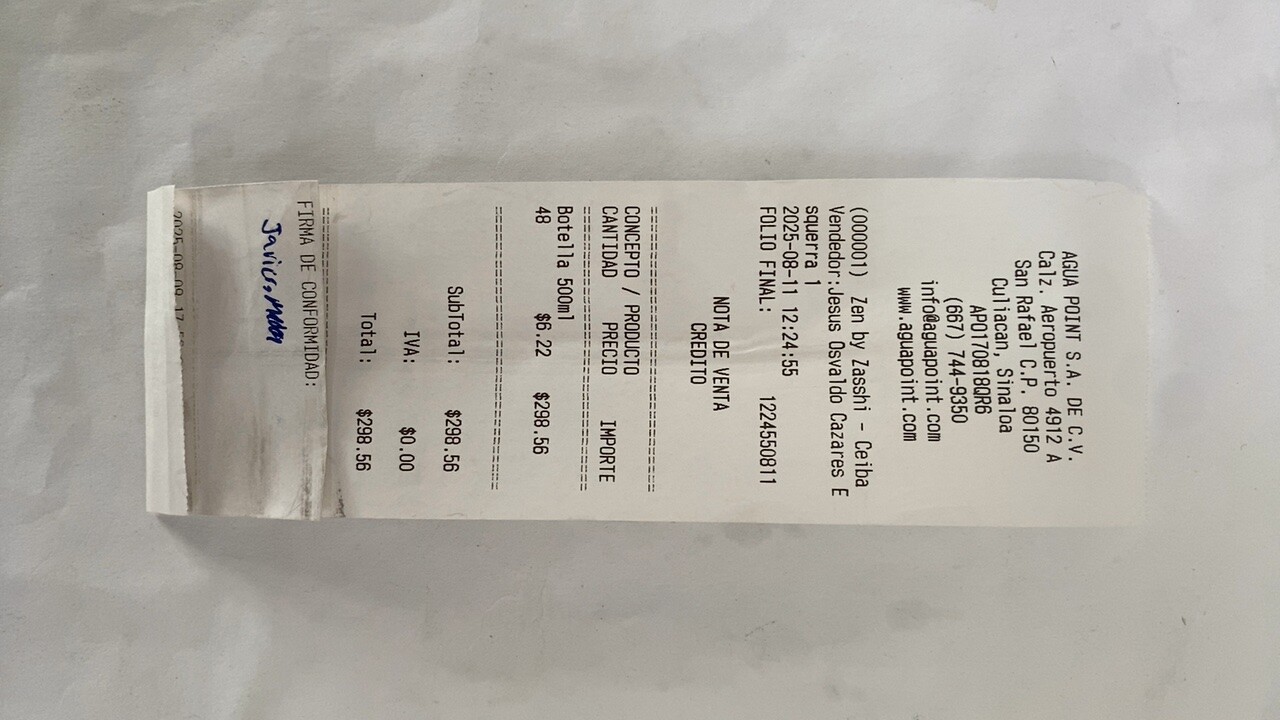 AGUA POINT S.A. DE C.V.
Calz. Aeropuerto 4912 A
San Rafael C.P. 80150
Culiacan, Sinaloa
APO170818QR6
(667) 744-9350
info@aguapoint.com
www.aguapoint.com
(000001) Zen by Zasshi - Ceiba
Vendedor:Jesus Osvaldo Cazares E
squerra 1
2025-08-11 12:24:55
FOLIO FINAL: 1224550811
NOTA DE VENTA
CREDITO
CONCEPTO / PRODUCTO
CANTIDAD PRECIO IMPORTE
Botella 500ml
48 $6.22 $298.56
SubTotal: $298.56
IVA: $0.00
Total: $298.56
FIRMA DE CONFORMIDAD:
Javier